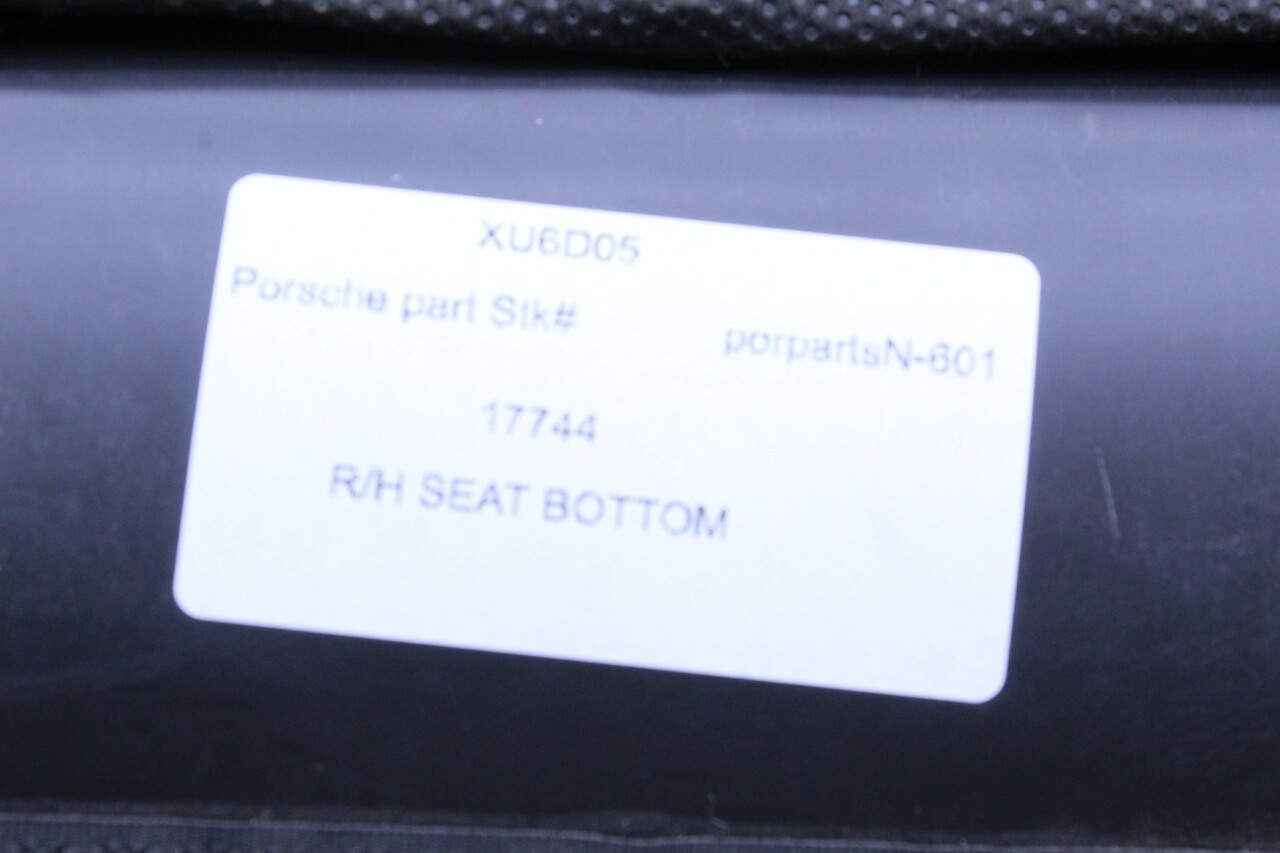 XU6D05
Porsche part Stk# porpartsN-601
17744
R/H SEAT BOTTOM